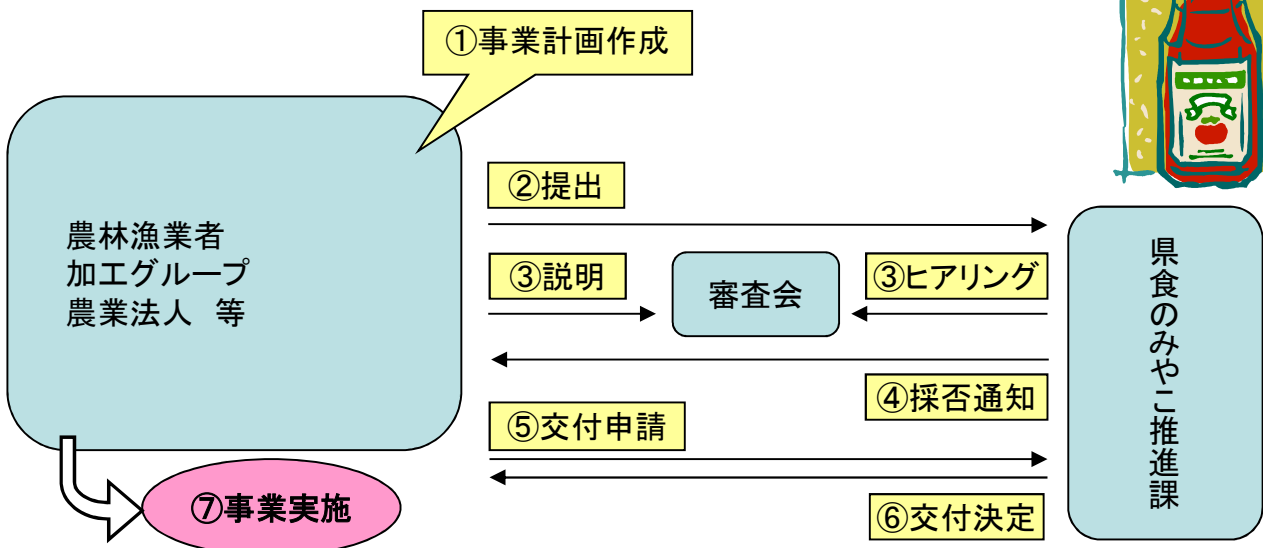 ①事業計画作成
農林漁業者
加工グループ
農業法人　等
②提出
③説明
審査会
③ヒアリング
④採否通知
⑤交付申請
⑥交付決定
⑦事業実施
県食のみやこ推進課